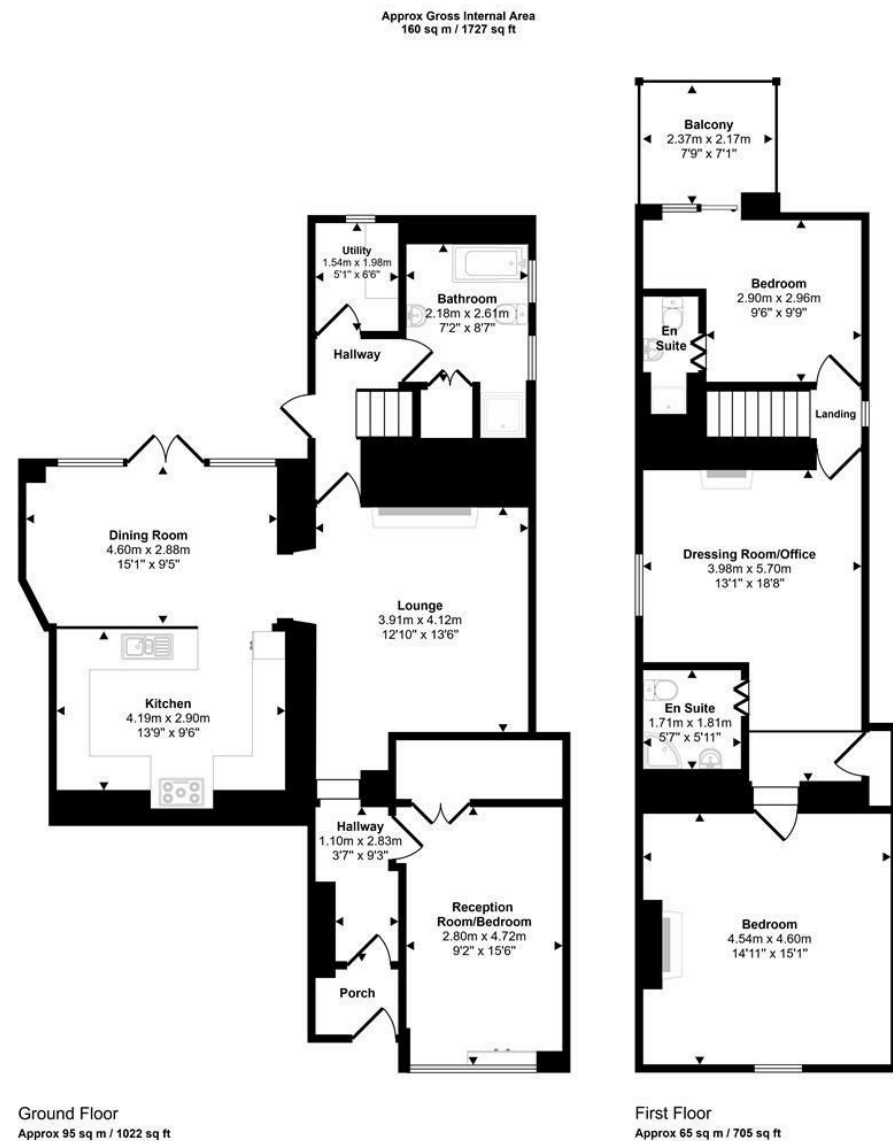 Approx Gross Internal Area
160 sq m / 1727 sq ft
Balcony
2.37m x 2.17m
7'9" x 7'1"
Utility
1.54m x 1.98m
5'1" x 6'6"
Bathroom
2.18m x 2.61m
7'2" x 8'7"
Hallway
Bedroom
2.90m x 2.96m
9'6" x 9'9"
En
Suite
Landing
Dining Room
4.60m x 2.88m
15'1" x 9'5"
Lounge
3.91m x 4.12m
12'10" x 13'6"
Dressing Room/Office
3.98m x 5.70m
13'1" x 18'8"
Kitchen
4.19m x 2.90m
13'9" x 9'6"
En Suite
1.71m x 1.81m
5'7" x 5'11"
Hallway
1.10m x 2.83m
3'7" x 9'3"
Reception
Room/Bedroom
2.80m x 4.72m
9'2" x 15'6"
Porch
Bedroom
4.54m x 4.60m
14'11" x 15'1"
Ground Floor
Approx 95 sq m / 1022 sq ft
First Floor
Approx 65 sq m / 705 sq ft